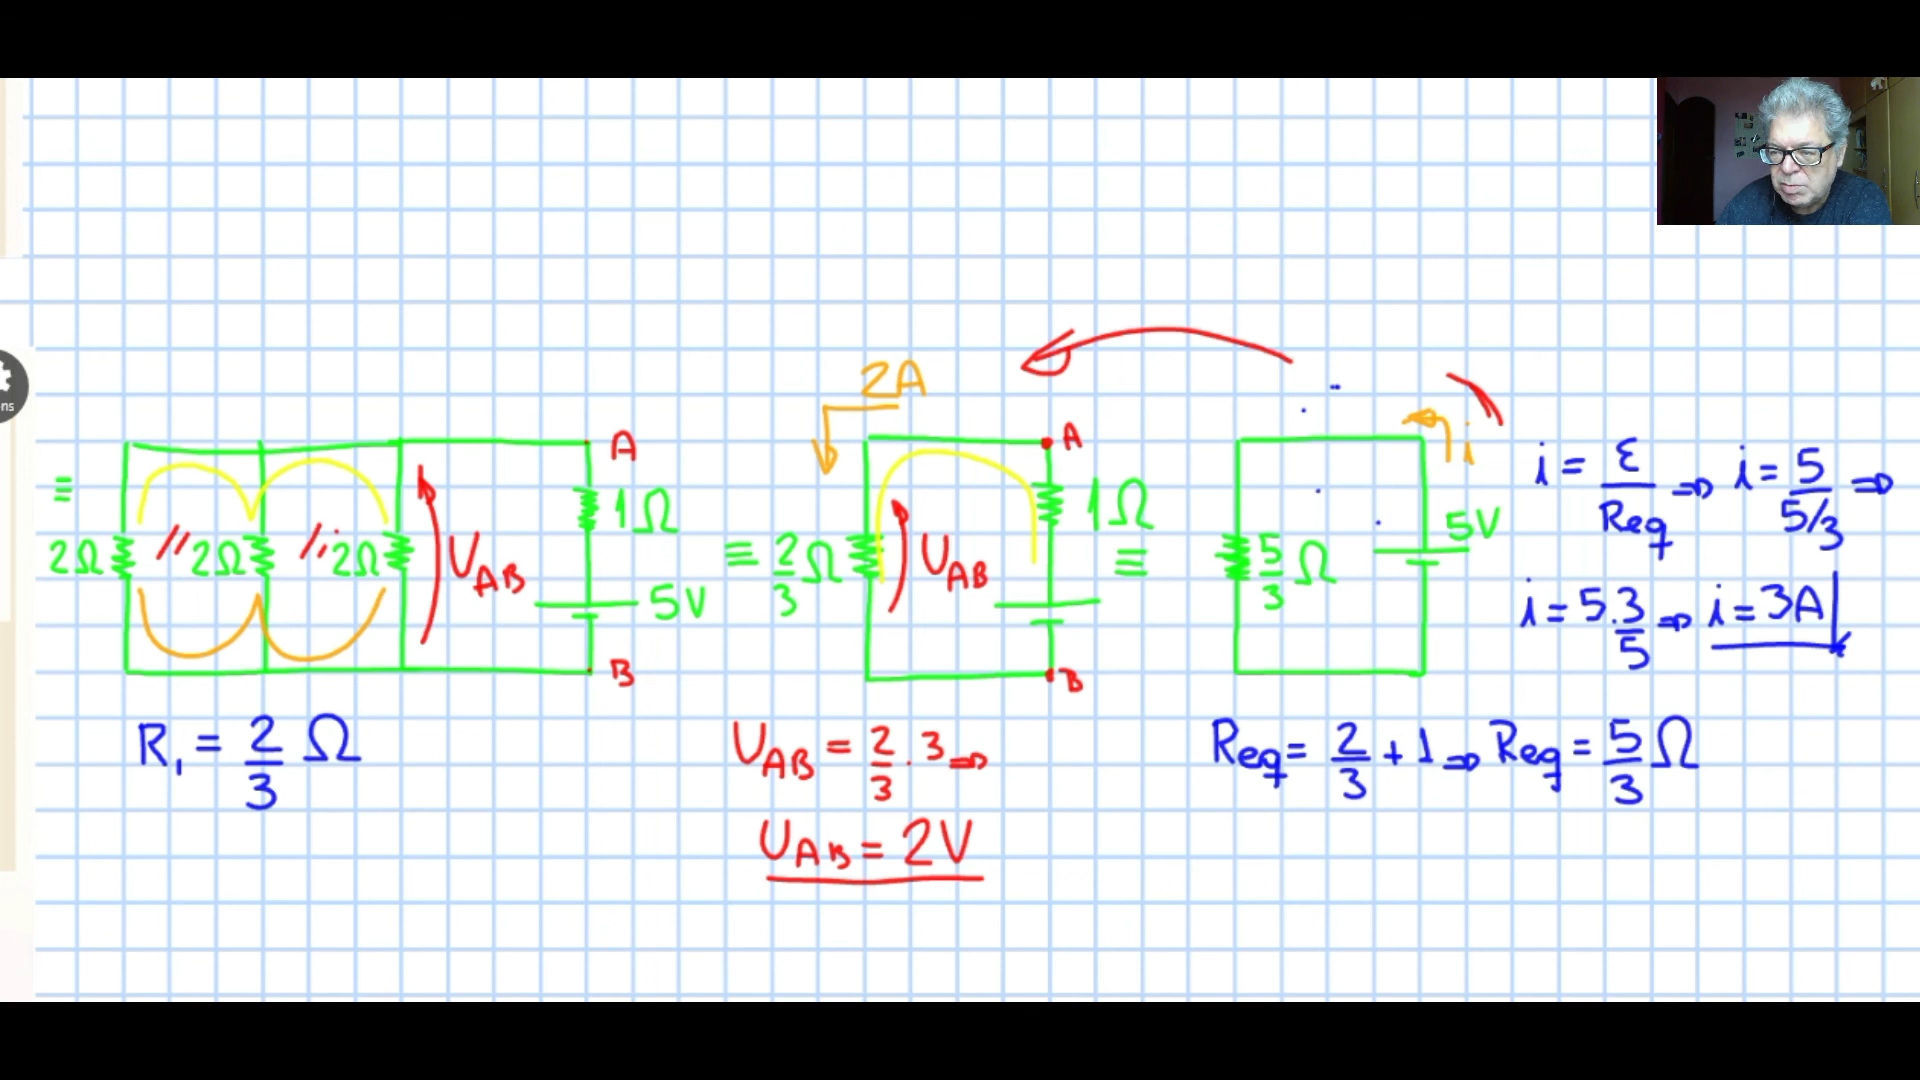 2A
A
A
i
i = ε/Req ⇒ i = 5/5/3 ⇒
≡
1Ω
1Ω
5V
2Ω // 2Ω // 2Ω
U_AB
≡ 2/3 Ω
U_AB
≡
5/3 Ω
5V
i = 5.3/5 ⇒ i = 3A
B
B
R₁ = 2/3 Ω
U_AB = 2/3 . 3 ⇒
Req = 2/3 + 1 ⇒ Req = 5/3 Ω
U_AB = 2V
ns